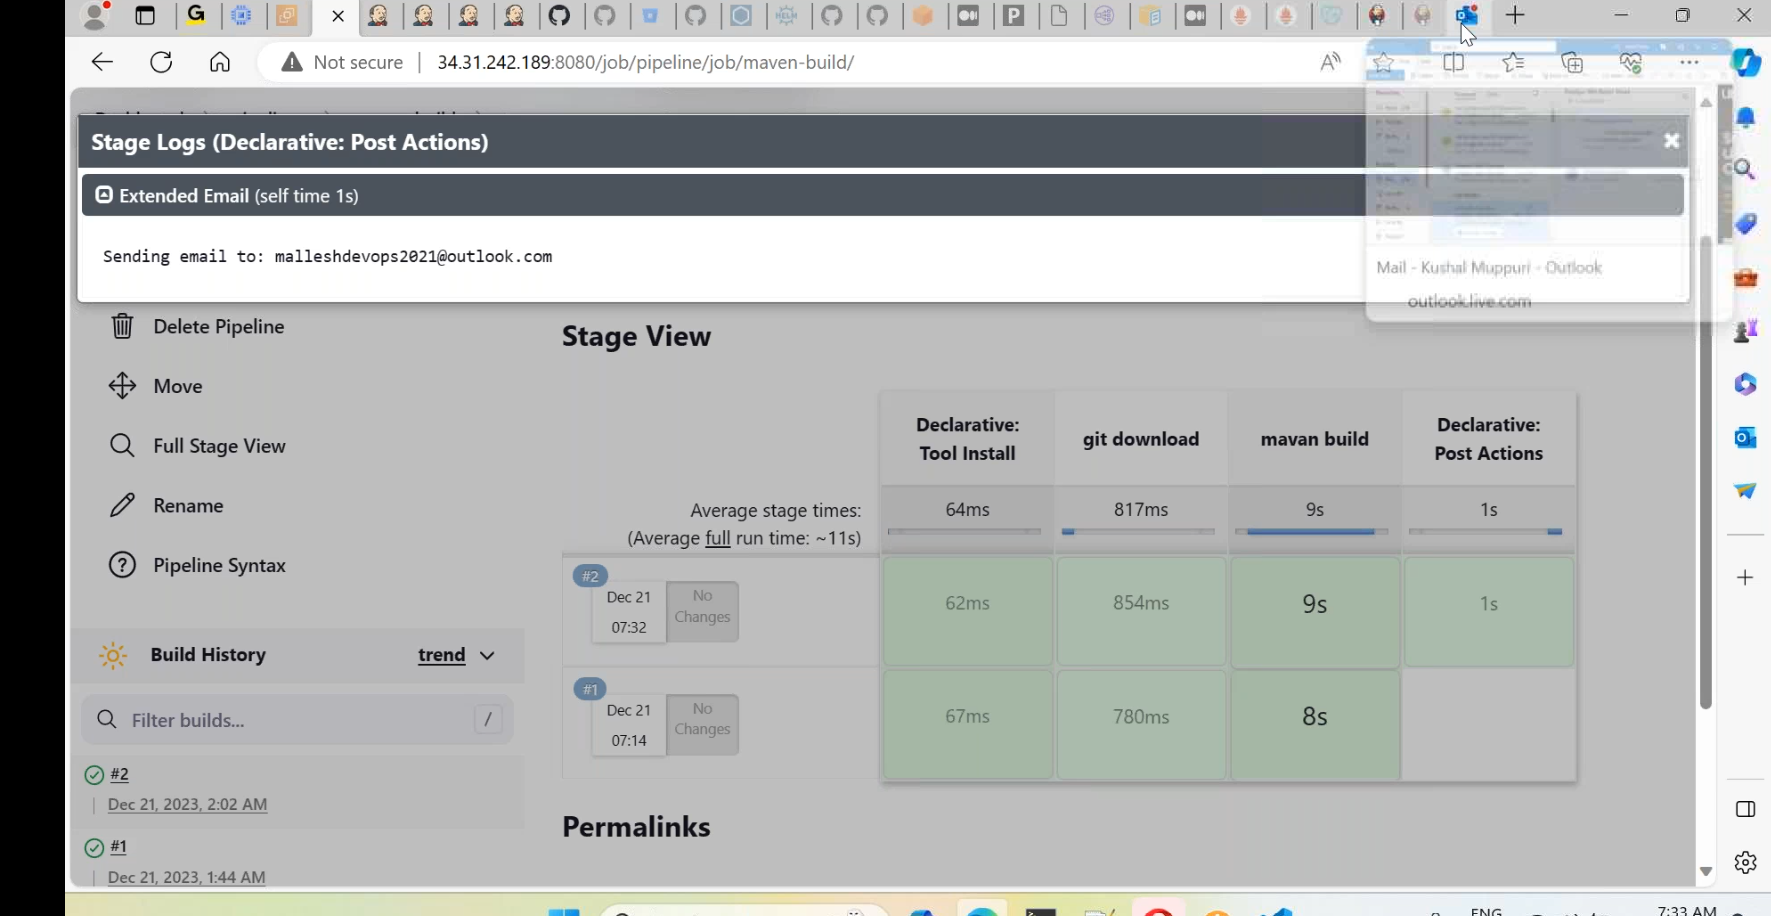 Not secure
34.31.242.189:8080/job/pipeline/job/maven-build/
Stage Logs (Declarative: Post Actions)
Extended Email (self time 1s)
Sending email to: malleshdevops2021@outlook.com
Mail - Kushal Muppuri - Outlook
outlook.live.com
Delete Pipeline
Move
Full Stage View
Rename
Pipeline Syntax
Build History
trend
Filter builds...
/
#2
Dec 21, 2023, 2:02 AM
#1
Dec 21, 2023, 1:44 AM
Stage View
Declarative:
Tool Install
git download
mavan build
Declarative:
Post Actions
Average stage times:
(Average full run time: ~11s)
64ms
817ms
9s
1s
#2
Dec 21
07:32
No
Changes
62ms
854ms
9s
1s
#1
Dec 21
07:14
No
Changes
67ms
780ms
8s
Permalinks
ENG
7:33 AM